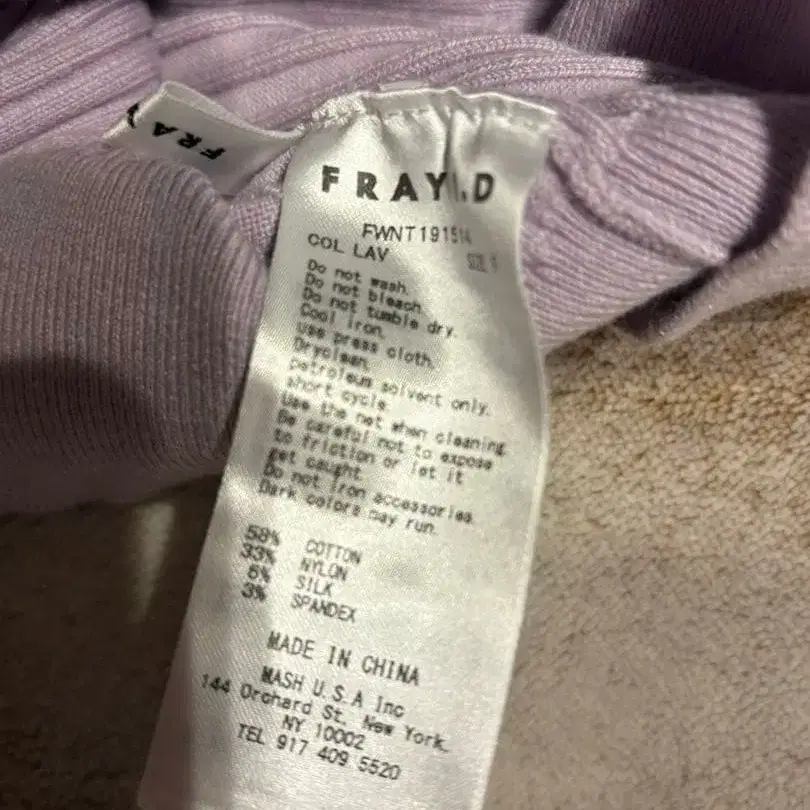 FRA
FRAY I.D
FWNT191514
COL LAV
SIZE 1
Do not wash.
Do not bleach.
Do not tumble dry.
Cool iron.
Use press cloth.
Dryclean
petroleum solvent only.
short cycle
Use the net when cleaning
Be careful not to expose
to friction or let it
get caught.
Do not iron accessories.
Dark colors may run.
COTTON
33% NYLON
6% SILK
3% SPANDEX
MADE IN CHINA
MASH U.S.A Inc
144 Orchard St. New York.
NY 10002
TEL 917 409 5520